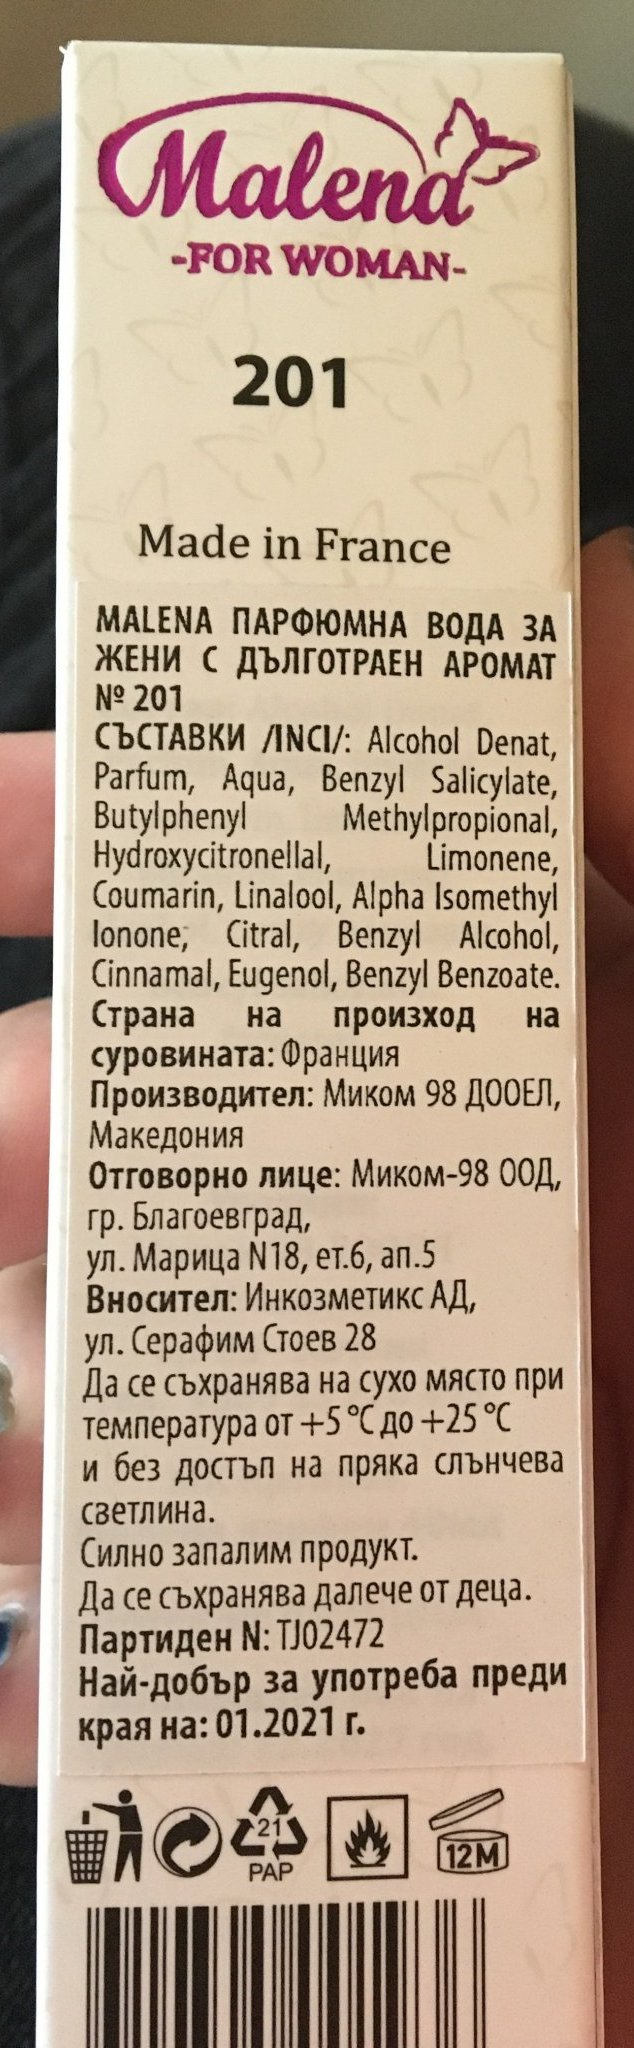 Malena
-FOR WOMAN-
201
Made in France
MALENA ПАРФЮМНА ВОДА ЗА
ЖЕНИ С ДЪЛГОТРАЕН АРОМАТ
№ 201
СЪСТАВКИ /INCI/: Alcohol Denat,
Parfum, Aqua, Benzyl Salicylate,
Butylphenyl Methylpropional,
Hydroxycitronellal, Limonene,
Coumarin, Linalool, Alpha Isomethyl
Ionone, Citral, Benzyl Alcohol,
Cinnamal, Eugenol, Benzyl Benzoate.
Страна на произход на
суровината: Франция
Производител: Миком 98 ДООЕЛ,
Македония
Отговорно лице: Миком-98 ООД,
гр. Благоевград,
ул. Марица N18, ет.6, ап.5
Вносител: Инкозметикс АД,
ул. Серафим Стоев 28
Да се съхранява на сухо място при
температура от +5 °C до +25 °C
и без достъп на пряка слънчева
светлина.
Силно запалим продукт.
Да се съхранява далече от деца.
Партиден N: TJ02472
Най-добър за употреба преди
края на: 01.2021 г.
21
PAP
12M